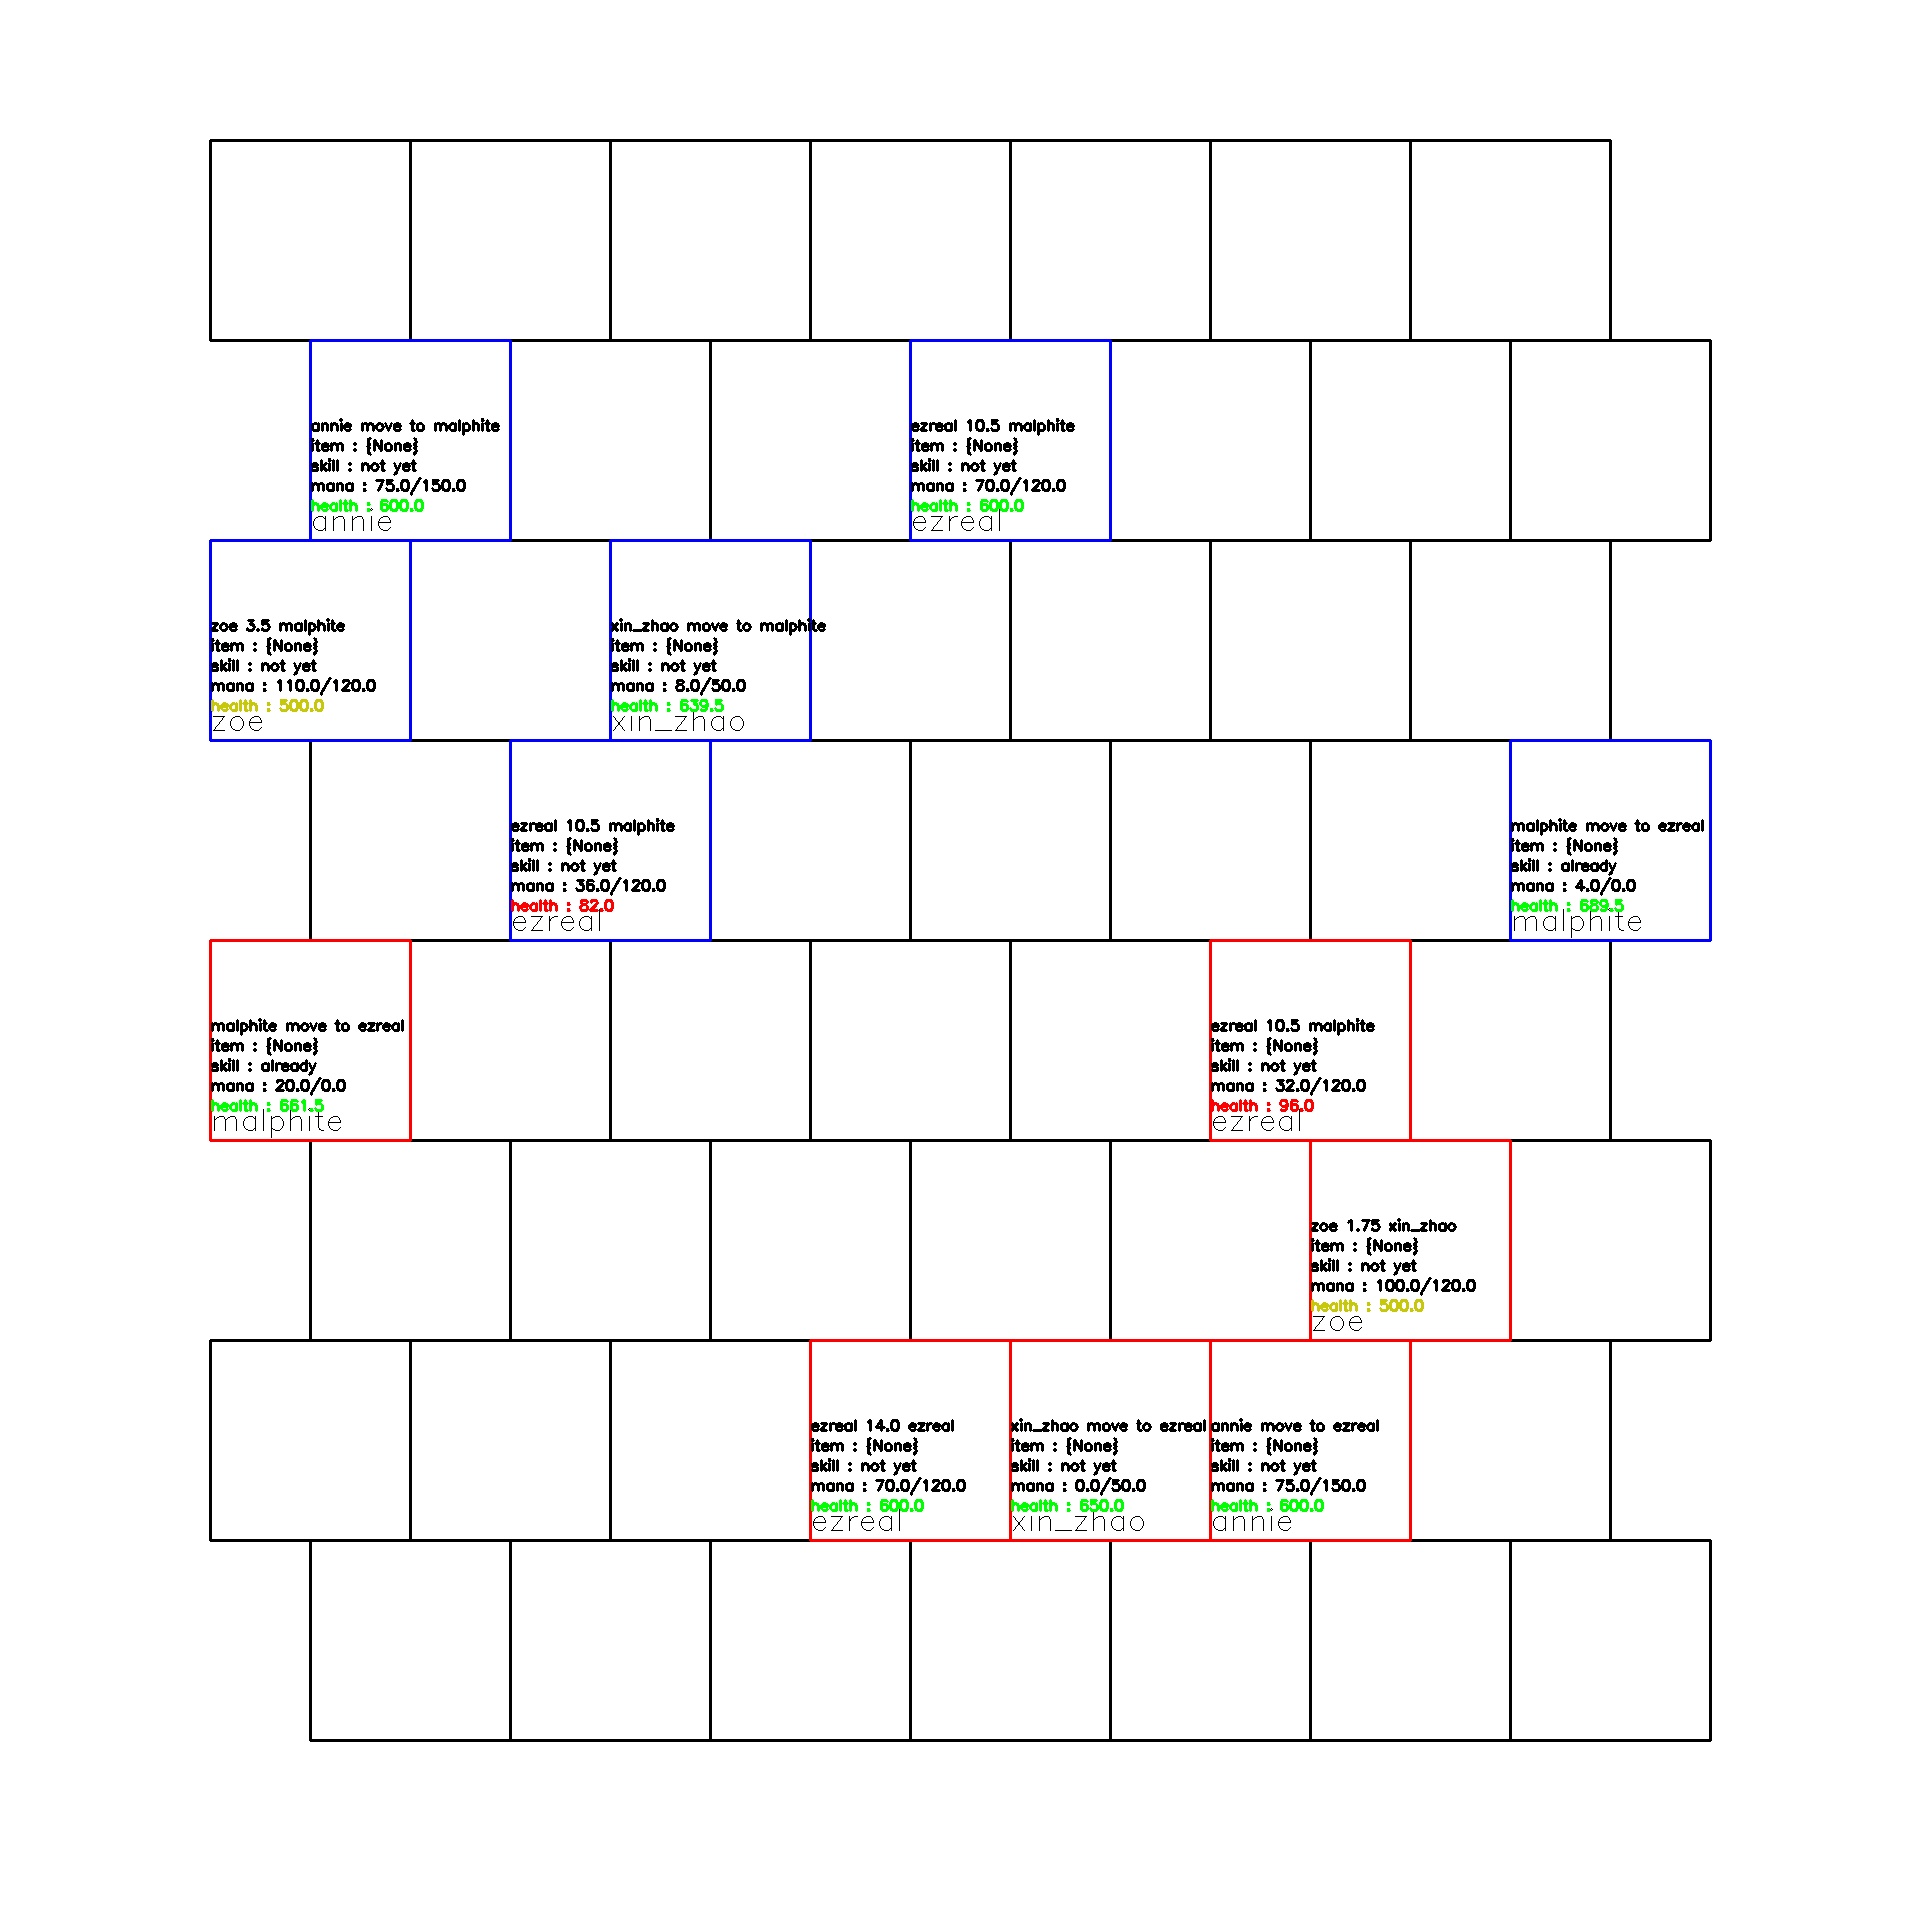 annie move to malphite
item : {None}
skill : not yet
mana : 75.0/150.0
health : 600.0
annie
ezreal 10.5 malphite
item : {None}
skill : not yet
mana : 70.0/120.0
health : 600.0
ezreal
zoe 3.5 malphite
item : {None}
skill : not yet
mana : 110.0/120.0
health : 500.0
zoe
xin_zhao move to malphite
item : {None}
skill : not yet
mana : 8.0/50.0
health : 639.5
xin_zhao
ezreal 10.5 malphite
item : {None}
skill : not yet
mana : 36.0/120.0
health : 82.0
ezreal
malphite move to ezreal
item : {None}
skill : already
mana : 4.0/0.0
health : 689.5
malphite
malphite move to ezreal
item : {None}
skill : already
mana : 20.0/0.0
health : 661.5
malphite
ezreal 10.5 malphite
item : {None}
skill : not yet
mana : 32.0/120.0
health : 96.0
ezreal
zoe 1.75 xin_zhao
item : {None}
skill : not yet
mana : 100.0/120.0
health : 500.0
zoe
ezreal 14.0 ezreal
item : {None}
skill : not yet
mana : 70.0/120.0
health : 600.0
ezreal
xin_zhao move to ezreal
item : {None}
skill : not yet
mana : 0.0/50.0
health : 650.0
xin_zhao
annie move to ezreal
item : {None}
skill : not yet
mana : 75.0/150.0
health : 600.0
annie